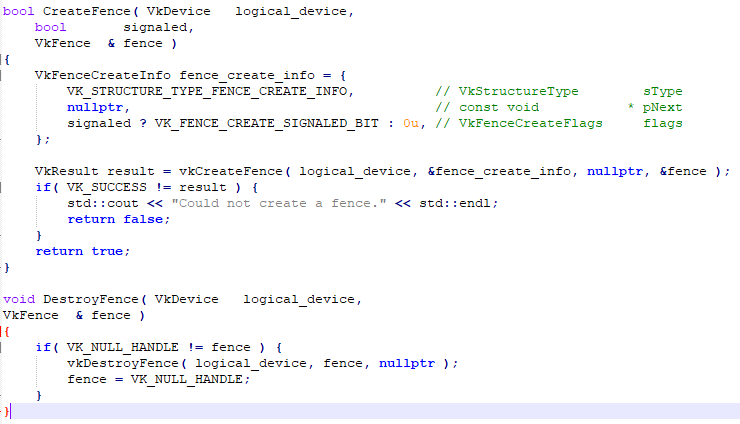 bool CreateFence( VkDevice   logical_device,
    bool       signaled,
    VkFence  & fence )
{
    VkFenceCreateInfo fence_create_info = {
        VK_STRUCTURE_TYPE_FENCE_CREATE_INFO,           // VkStructureType        sType
        nullptr,                                       // const void           * pNext
        signaled ? VK_FENCE_CREATE_SIGNALED_BIT : 0u, // VkFenceCreateFlags     flags
    };

    VkResult result = vkCreateFence( logical_device, &fence_create_info, nullptr, &fence );
    if( VK_SUCCESS != result ) {
        std::cout << "Could not create a fence." << std::endl;
        return false;
    }
    return true;
}

void DestroyFence( VkDevice   logical_device,
VkFence  & fence )
{
    if( VK_NULL_HANDLE != fence ) {
        vkDestroyFence( logical_device, fence, nullptr );
        fence = VK_NULL_HANDLE;
    }
}